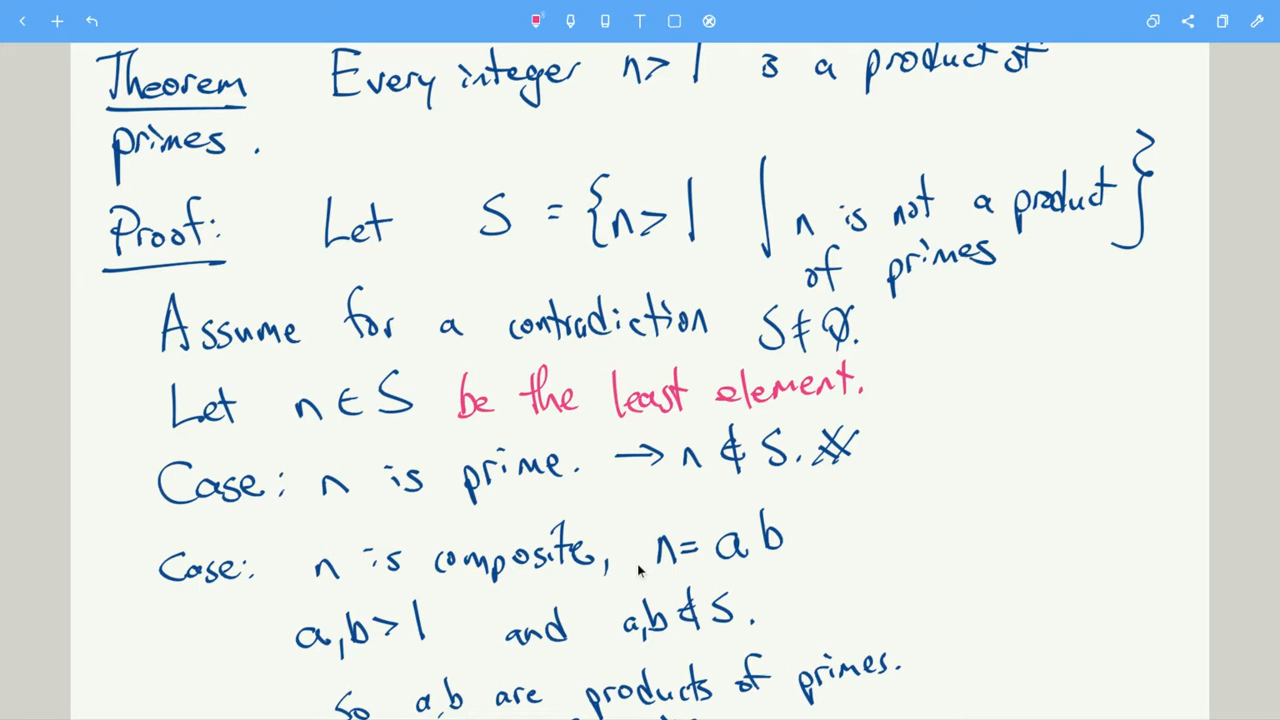 Theorem Every integer n>1 is a product of
primes.
Proof: Let S = {n>1 | n is not a product
of primes}
Assume for a contradiction S≠∅.
Let n∈S be the least element.
Case: n is prime. → n∉S. ※
Case: n is composite, n=ab
a,b>1 and a,b∉S.
So a,b are products of primes.